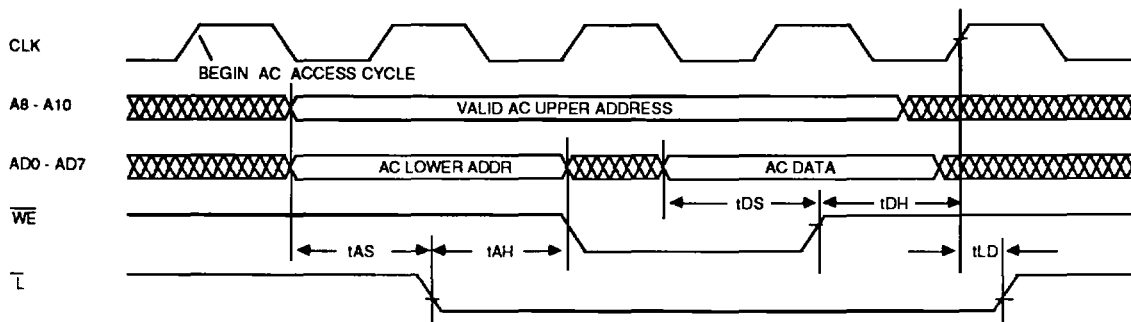 CLK
BEGIN AC ACCESS CYCLE
A8 - A10
VALID AC UPPER ADDRESS
AD0 - AD7
AC LOWER ADDR
AC DATA
tDS
tDH
WE
tAS
tAH
tLD
L